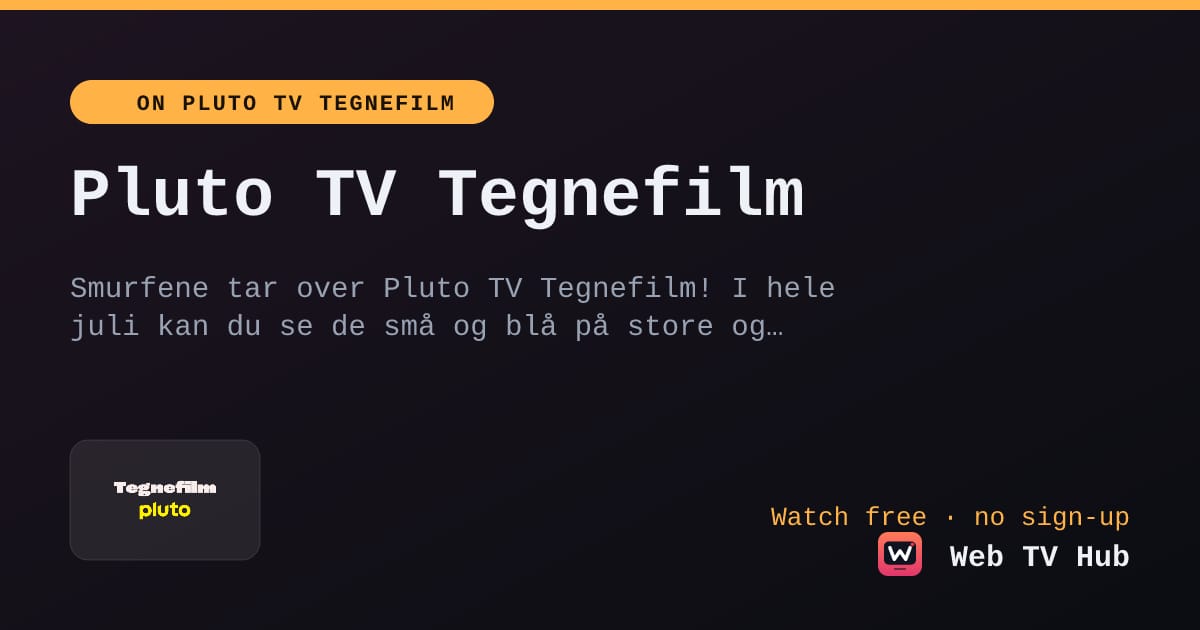 ON PLUTO TV TEGNEFILM
Pluto TV Tegnefilm
Smurfene tar over Pluto TV Tegnefilm! I hele
juli kan du se de små og blå på store og…
Tegnefilm
pluto
Watch free · no sign-up
W Web TV Hub